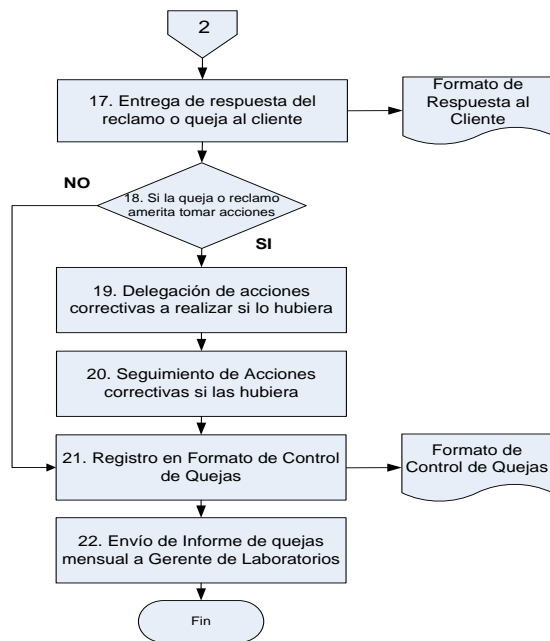 2
17. Entrega de respuesta del
reclamo o queja al cliente
Formato de
Respuesta al
Cliente
NO
18. Si la queja o reclamo
amerita tomar acciones
SI
19. Delegación de acciones
correctivas a realizar si lo hubiera
20. Seguimiento de Acciones
correctivas si las hubiera
21. Registro en Formato de Control
de Quejas
Formato de
Control de Quejas
22. Envío de Informe de quejas
mensual a Gerente de Laboratorios
Fin